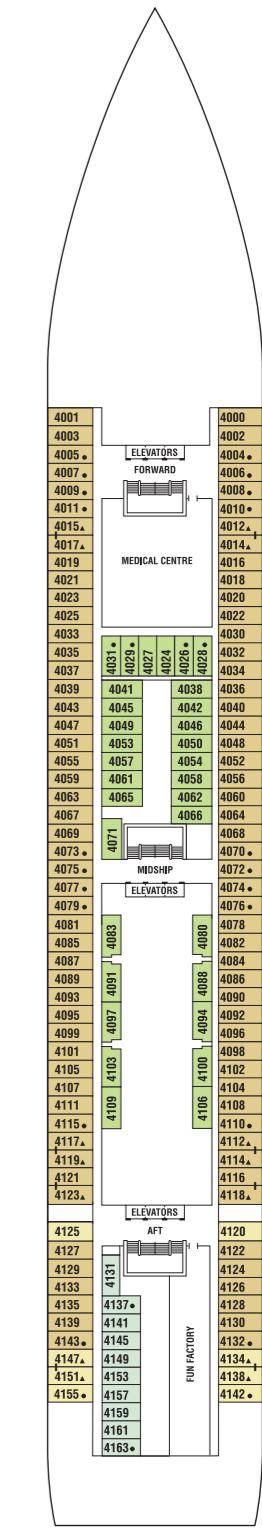 4001 4000
4003 4002
4005● ELEVATORS 4004●
4007● FORWARD 4006●
4009● 4008●
4011● 4010●
4015▲ 4012▲
4017▲ 4014▲
4019 MEDICAL CENTRE 4016
4021 4018
4023 4020
4025 4022
4033 4030
4035 4031● 4029● 4027 4024 4026● 4028● 4032
4037 4034
4039 4041 4038 4036
4043 4045 4042 4040
4047 4049 4046 4044
4051 4053 4050 4048
4055 4057 4054 4052
4059 4061 4058 4056
4063 4065 4062 4060
4067 4066 4064
4069 4071 4068
4073● 4070●
4075● MIDSHIP 4072●
4077● ELEVATORS 4074●
4079● 4076●
4081 4083 4080 4078
4085 4082
4087 4084
4089 4091 4088 4086
4093 4090
4095 4097 4094 4092
4099 4096
4101 4098
4105 4103 4100 4102
4107 4104
4111 4109 4106 4108
4115● 4110●
4117▲ 4112▲
4119▲ 4114▲
4121 4116
4123▲ 4118▲
ELEVATORS
4125 AFT 4120
4127 4122
4129 4131 4124
4133 4126
4135 4137● 4128
4139 4141 4130
4143● 4145 4132●
4147▲ 4149 FUN FACTORY 4134▲
4151▲ 4153 4138▲
4155● 4157 4142●
4159
4161
4163●